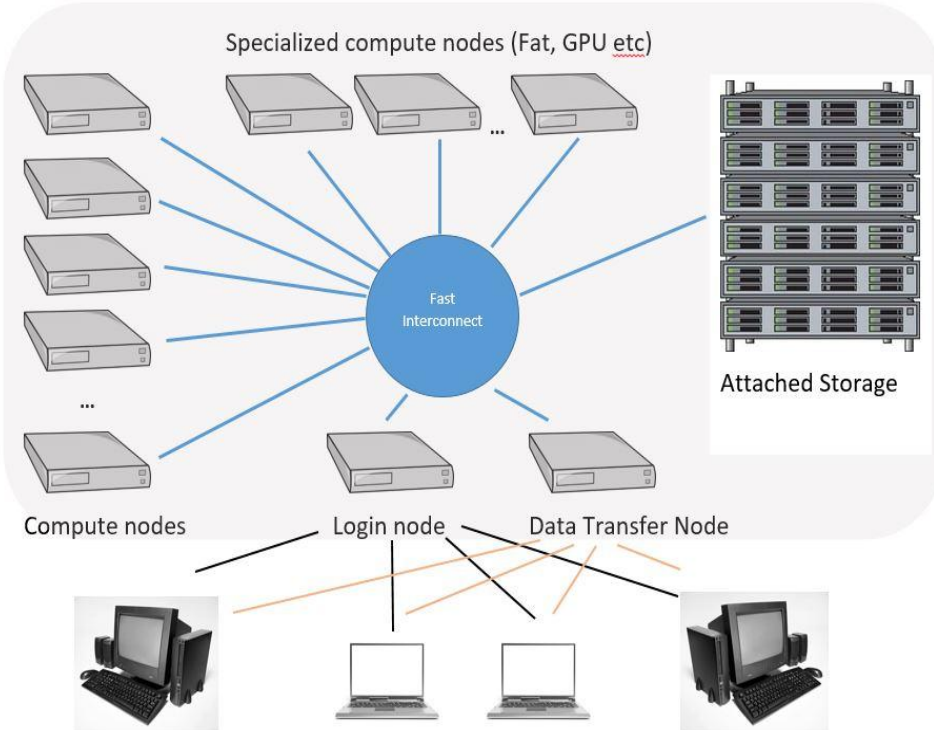 Specialized compute nodes (Fat, GPU etc)
...
Fast
Interconnect
Attached Storage
...
Compute nodes
Login node
Data Transfer Node